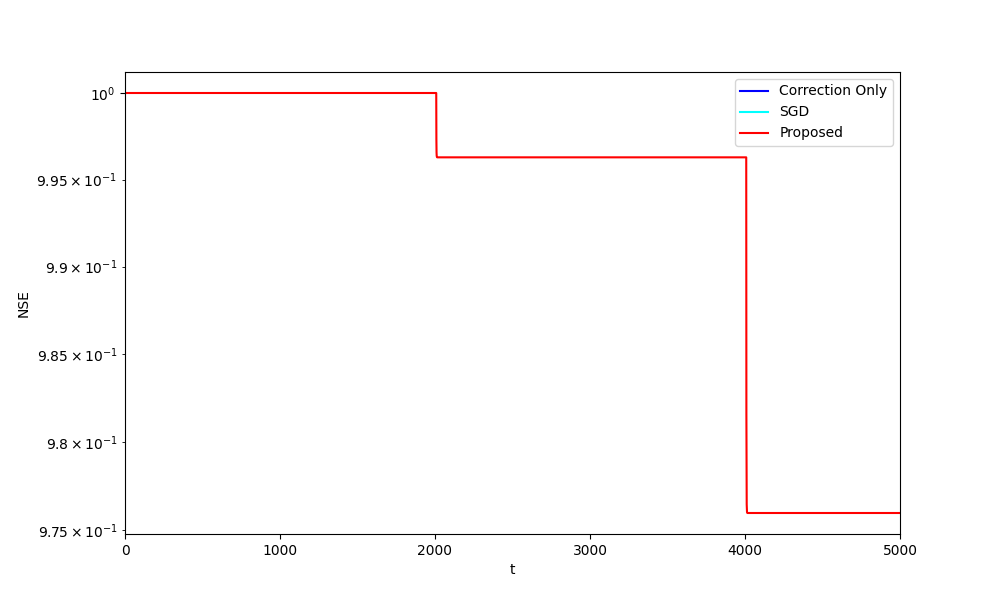 Correction Only
SGD
Proposed
10⁰
9.95 × 10⁻¹
9.9 × 10⁻¹
9.85 × 10⁻¹
9.8 × 10⁻¹
9.75 × 10⁻¹
NSE
0 1000 2000 3000 4000 5000
t